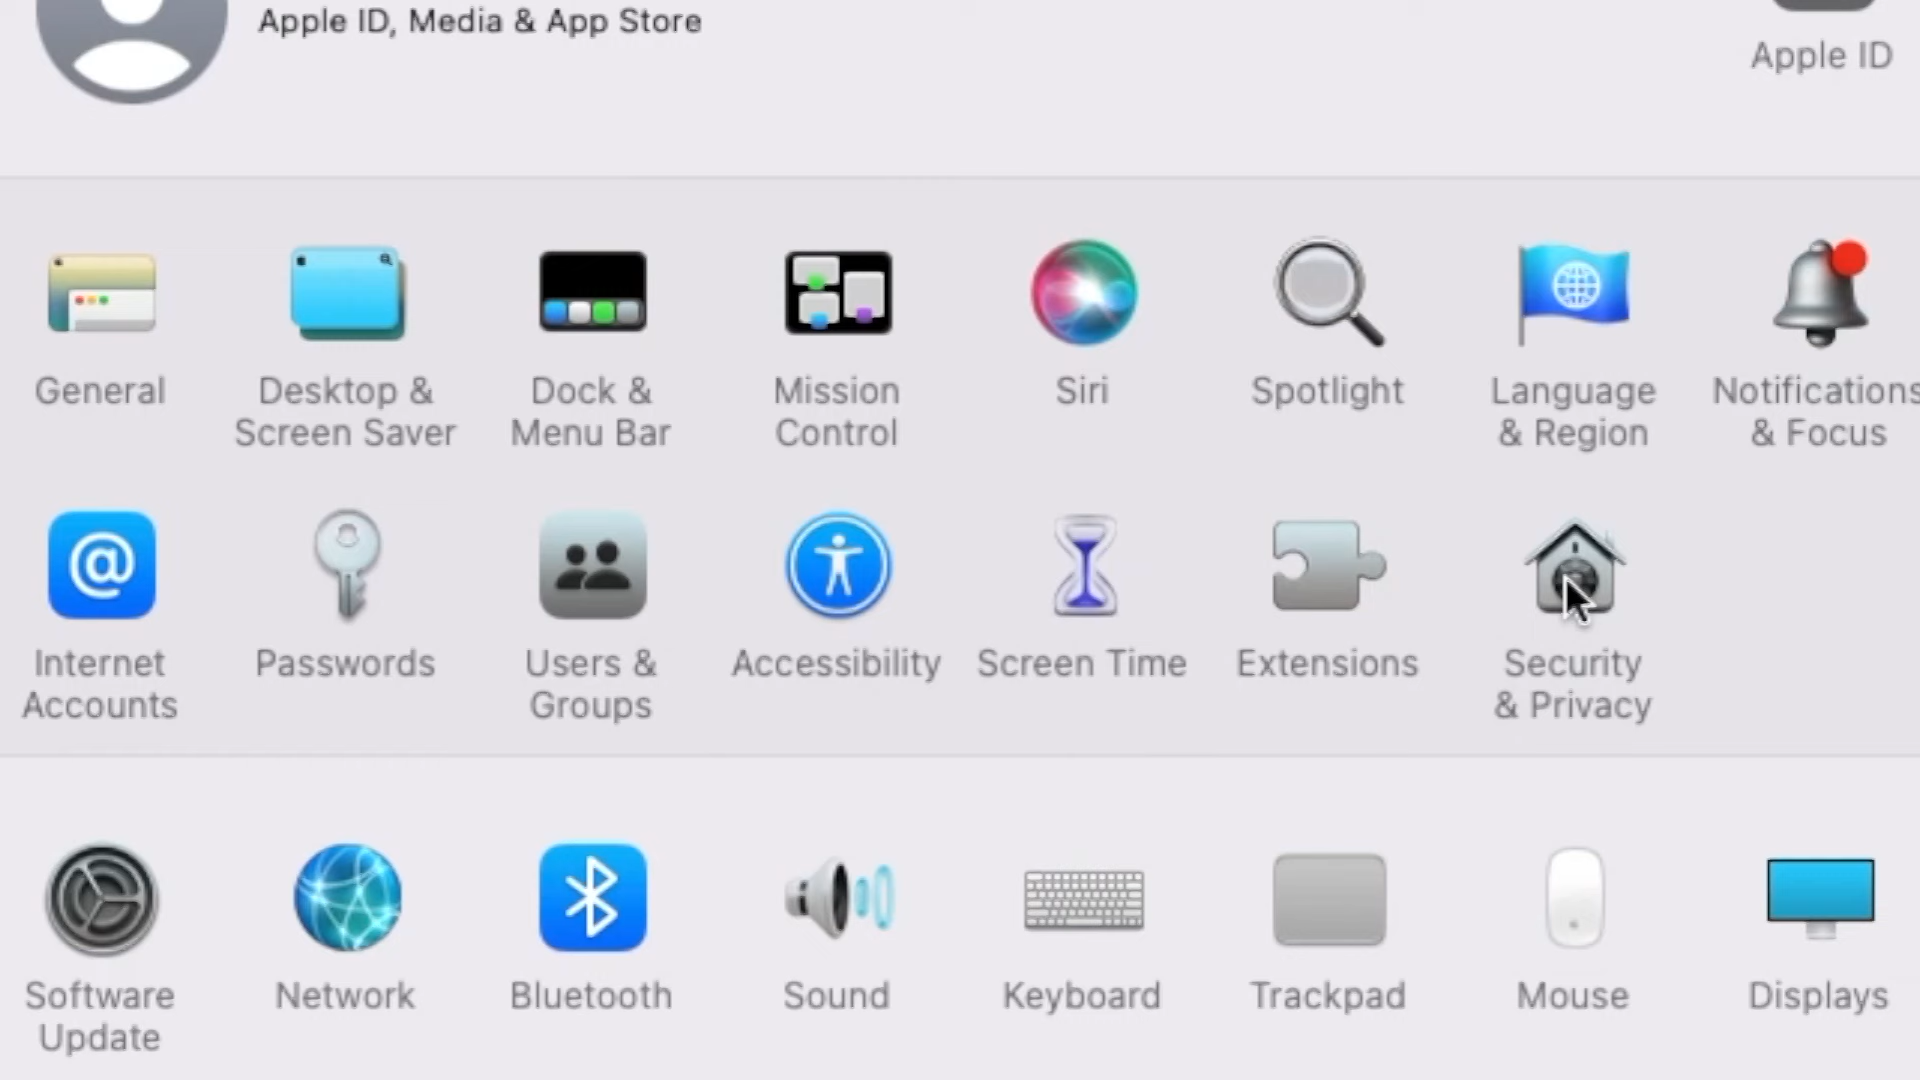 Apple ID, Media & App Store
Apple ID
General
Desktop &
Screen Saver
Dock &
Menu Bar
Mission
Control
Siri
Spotlight
Language
& Region
Notifications
& Focus
Internet
Accounts
Passwords
Users &
Groups
Accessibility
Screen Time
Extensions
Security
& Privacy
Software
Update
Network
Bluetooth
Sound
Keyboard
Trackpad
Mouse
Displays